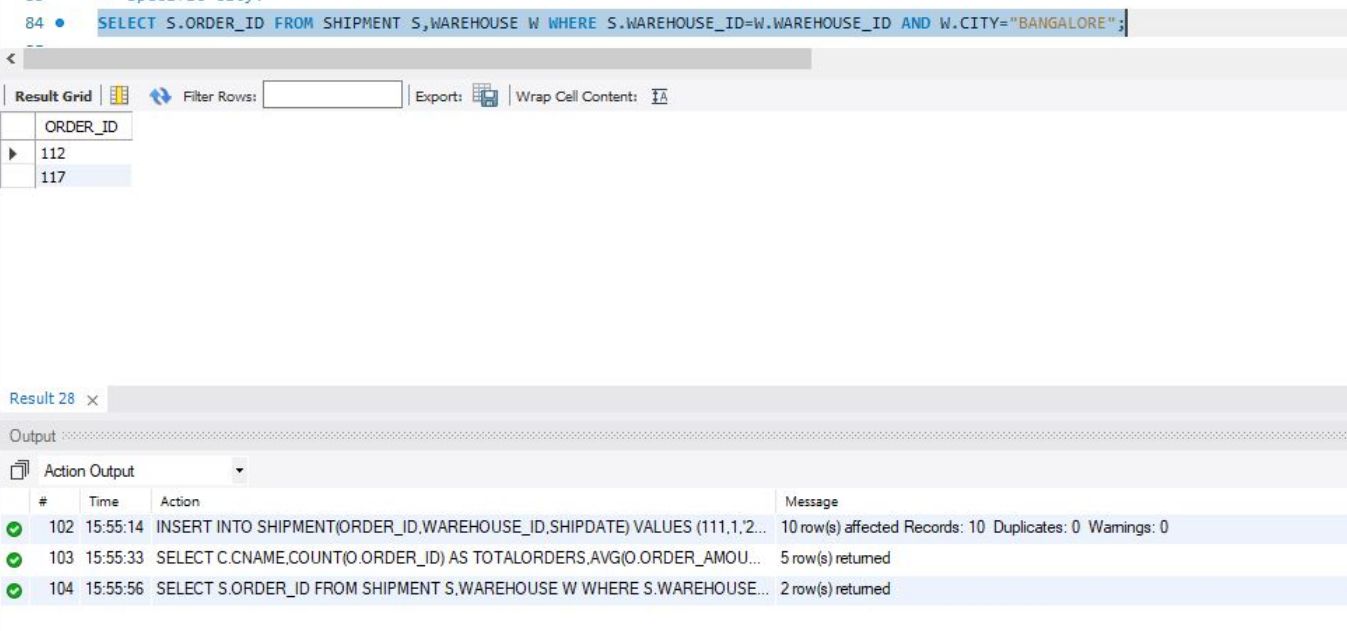 84 SELECT S.ORDER_ID FROM SHIPMENT S,WAREHOUSE W WHERE S.WAREHOUSE_ID=W.WAREHOUSE_ID AND W.CITY="BANGALORE";
Result Grid Filter Rows: Export: Wrap Cell Content: IA
ORDER_ID
112
117
Result 28 ×
Output
Action Output
# Time Action Message
102 15:55:14 INSERT INTO SHIPMENT(ORDER_ID,WAREHOUSE_ID,SHIPDATE) VALUES (111,1,'2... 10 row(s) affected Records: 10 Duplicates: 0 Warnings: 0
103 15:55:33 SELECT C.CNAME,COUNT(O.ORDER_ID) AS TOTALORDERS,AVG(O.ORDER_AMOU... 5 row(s) returned
104 15:55:56 SELECT S.ORDER_ID FROM SHIPMENT S,WAREHOUSE W WHERE S.WAREHOUSE... 2 row(s) returned